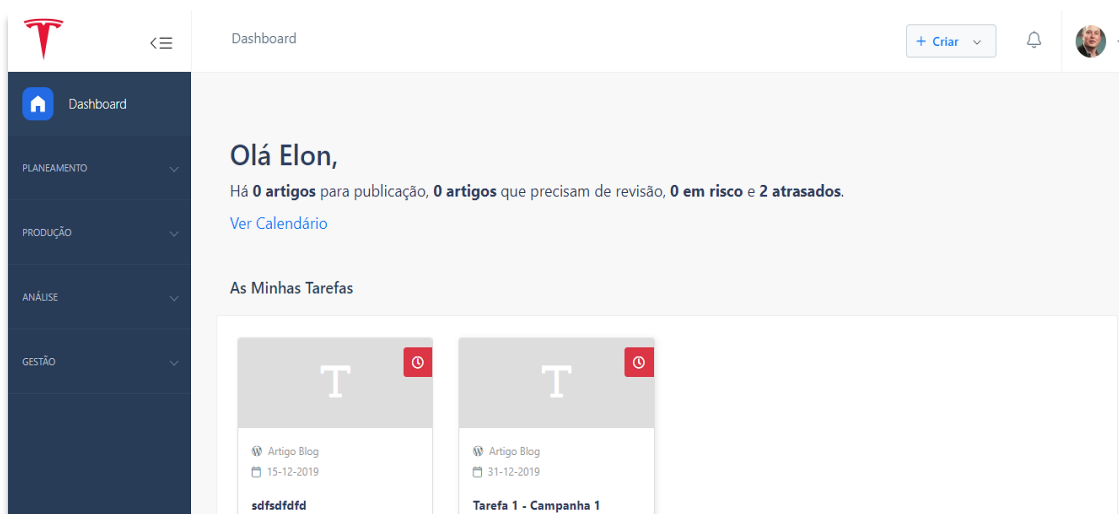 Dashboard
+ Criar
Dashboard
PLANEAMENTO
PRODUÇÃO
ANÁLISE
GESTÃO
Olá Elon,
Há 0 artigos para publicação, 0 artigos que precisam de revisão, 0 em risco e 2 atrasados.
Ver Calendário
As Minhas Tarefas
T
T
Artigo Blog
15-12-2019
sdfsdfdfd
Artigo Blog
31-12-2019
Tarefa 1 - Campanha 1